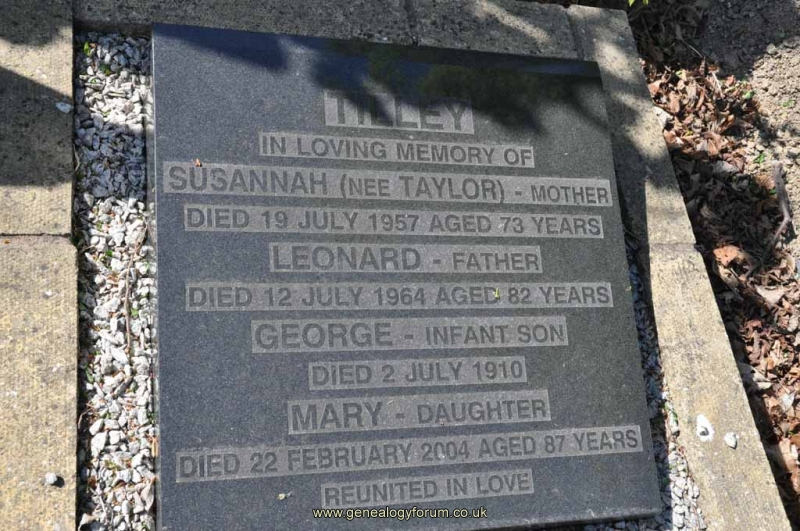 TILLEY
IN LOVING MEMORY OF
SUSANNAH (NEE TAYLOR) - MOTHER
DIED 19 JULY 1957 AGED 73 YEARS
LEONARD - FATHER
DIED 12 JULY 1964 AGED 82 YEARS
GEORGE - INFANT SON
DIED 2 JULY 1910
MARY - DAUGHTER
DIED 22 FEBRUARY 2004 AGED 87 YEARS
REUNITED IN LOVE
www.genealogyforum.co.uk